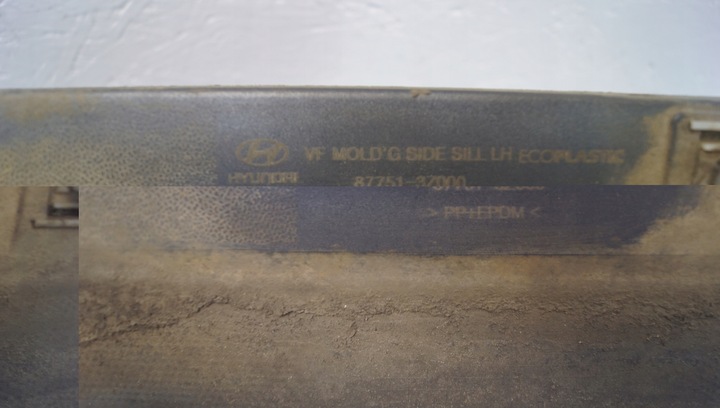 VF MOLD'G SIDE SILL LH ECOPLASTIC
HYUNDAI
87751-3Z000
> PP+EPDM <